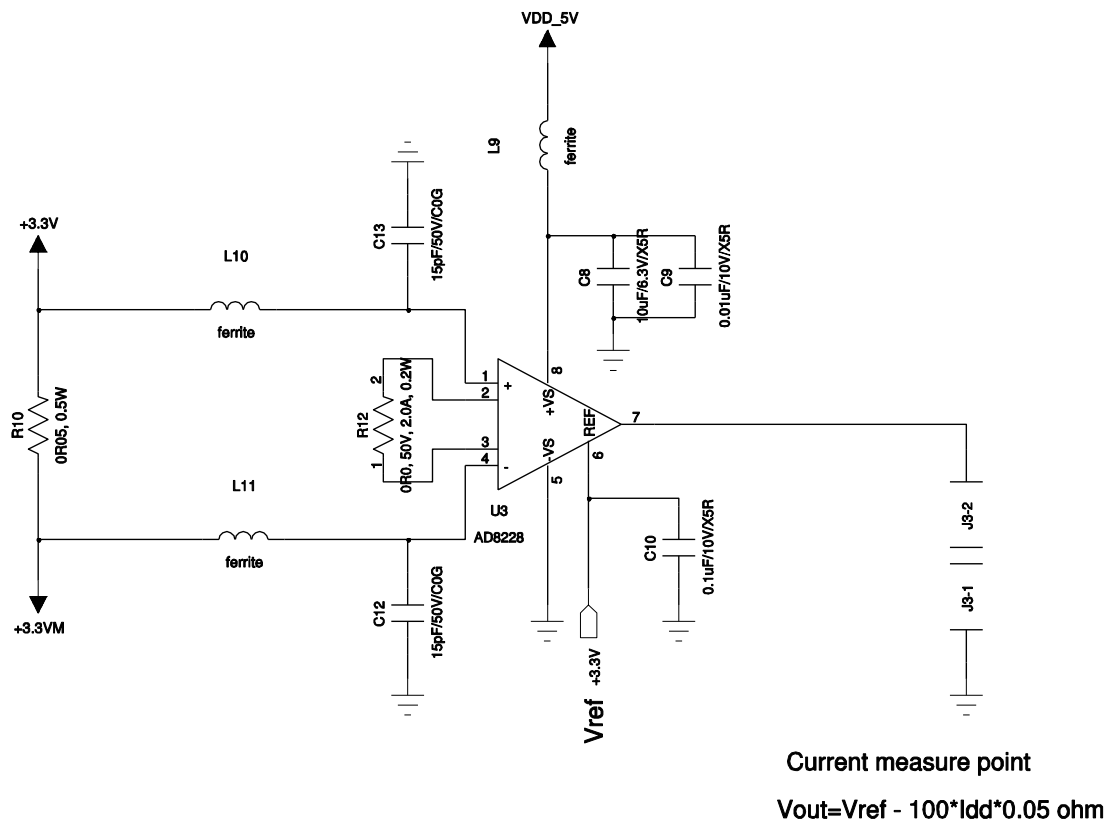 VDD_5V
L9
ferrite
+3.3V
L10
ferrite
C13
15pF/50V/C0G
C8
10uF/6.3V/X5R
C9
0.01uF/10V/X5R
R10
0R05, 0.5W
2
R12
1
0R0, 50V, 2.0A, 0.2W
1
2
3
4
+
-
+VS
-VS
REF
8
7
6
5
U3
AD8228
L11
ferrite
+3.3VM
C12
15pF/50V/C0G
C10
0.1uF/10V/X5R
+3.3V
Vref
J3-2
J3-1
Current measure point
Vout=Vref - 100*Idd*0.05 ohm